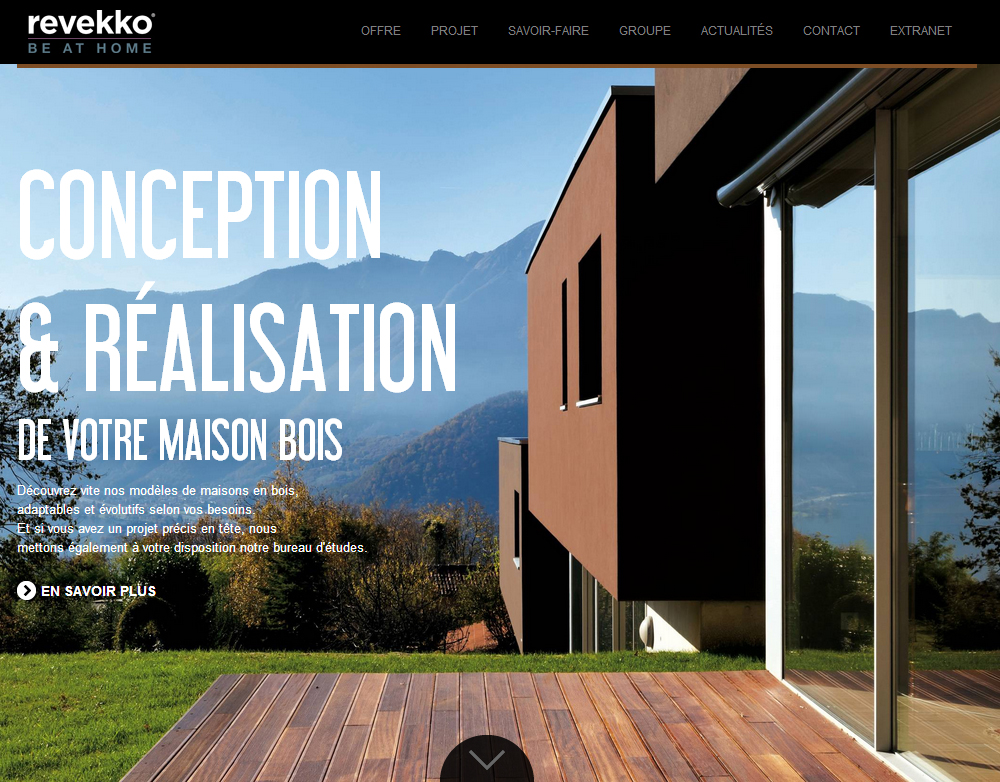 revekko®
BE AT HOME
OFFRE PROJET SAVOIR-FAIRE GROUPE ACTUALITÉS CONTACT EXTRANET
CONCEPTION
& RÉALISATION
DE VOTRE MAISON BOIS
Découvrez vite nos modèles de maisons en bois,
adaptables et évolutifs selon vos besoins.
Et si vous avez un projet précis en tête, nous
mettons également à votre disposition notre bureau d'études.
EN SAVOIR PLUS